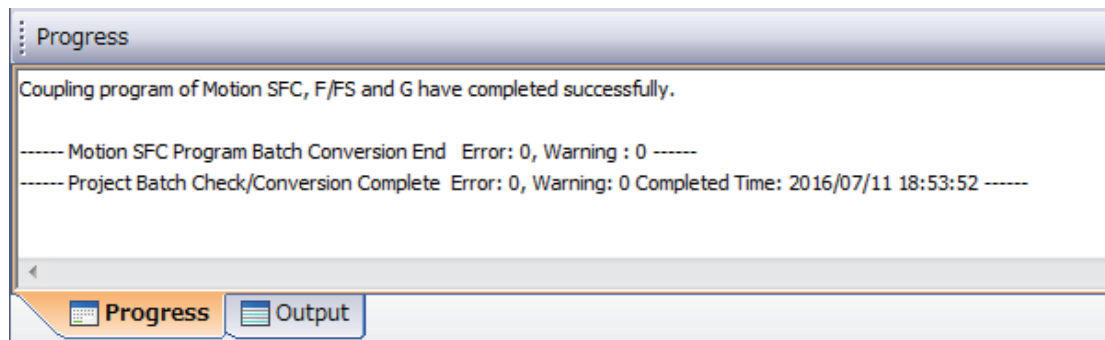 Progress
Coupling program of Motion SFC, F/FS and G have completed successfully.
------ Motion SFC Program Batch Conversion End   Error: 0, Warning : 0 ------
------ Project Batch Check/Conversion Complete  Error: 0, Warning: 0 Completed Time: 2016/07/11 18:53:52 ------
Progress Output